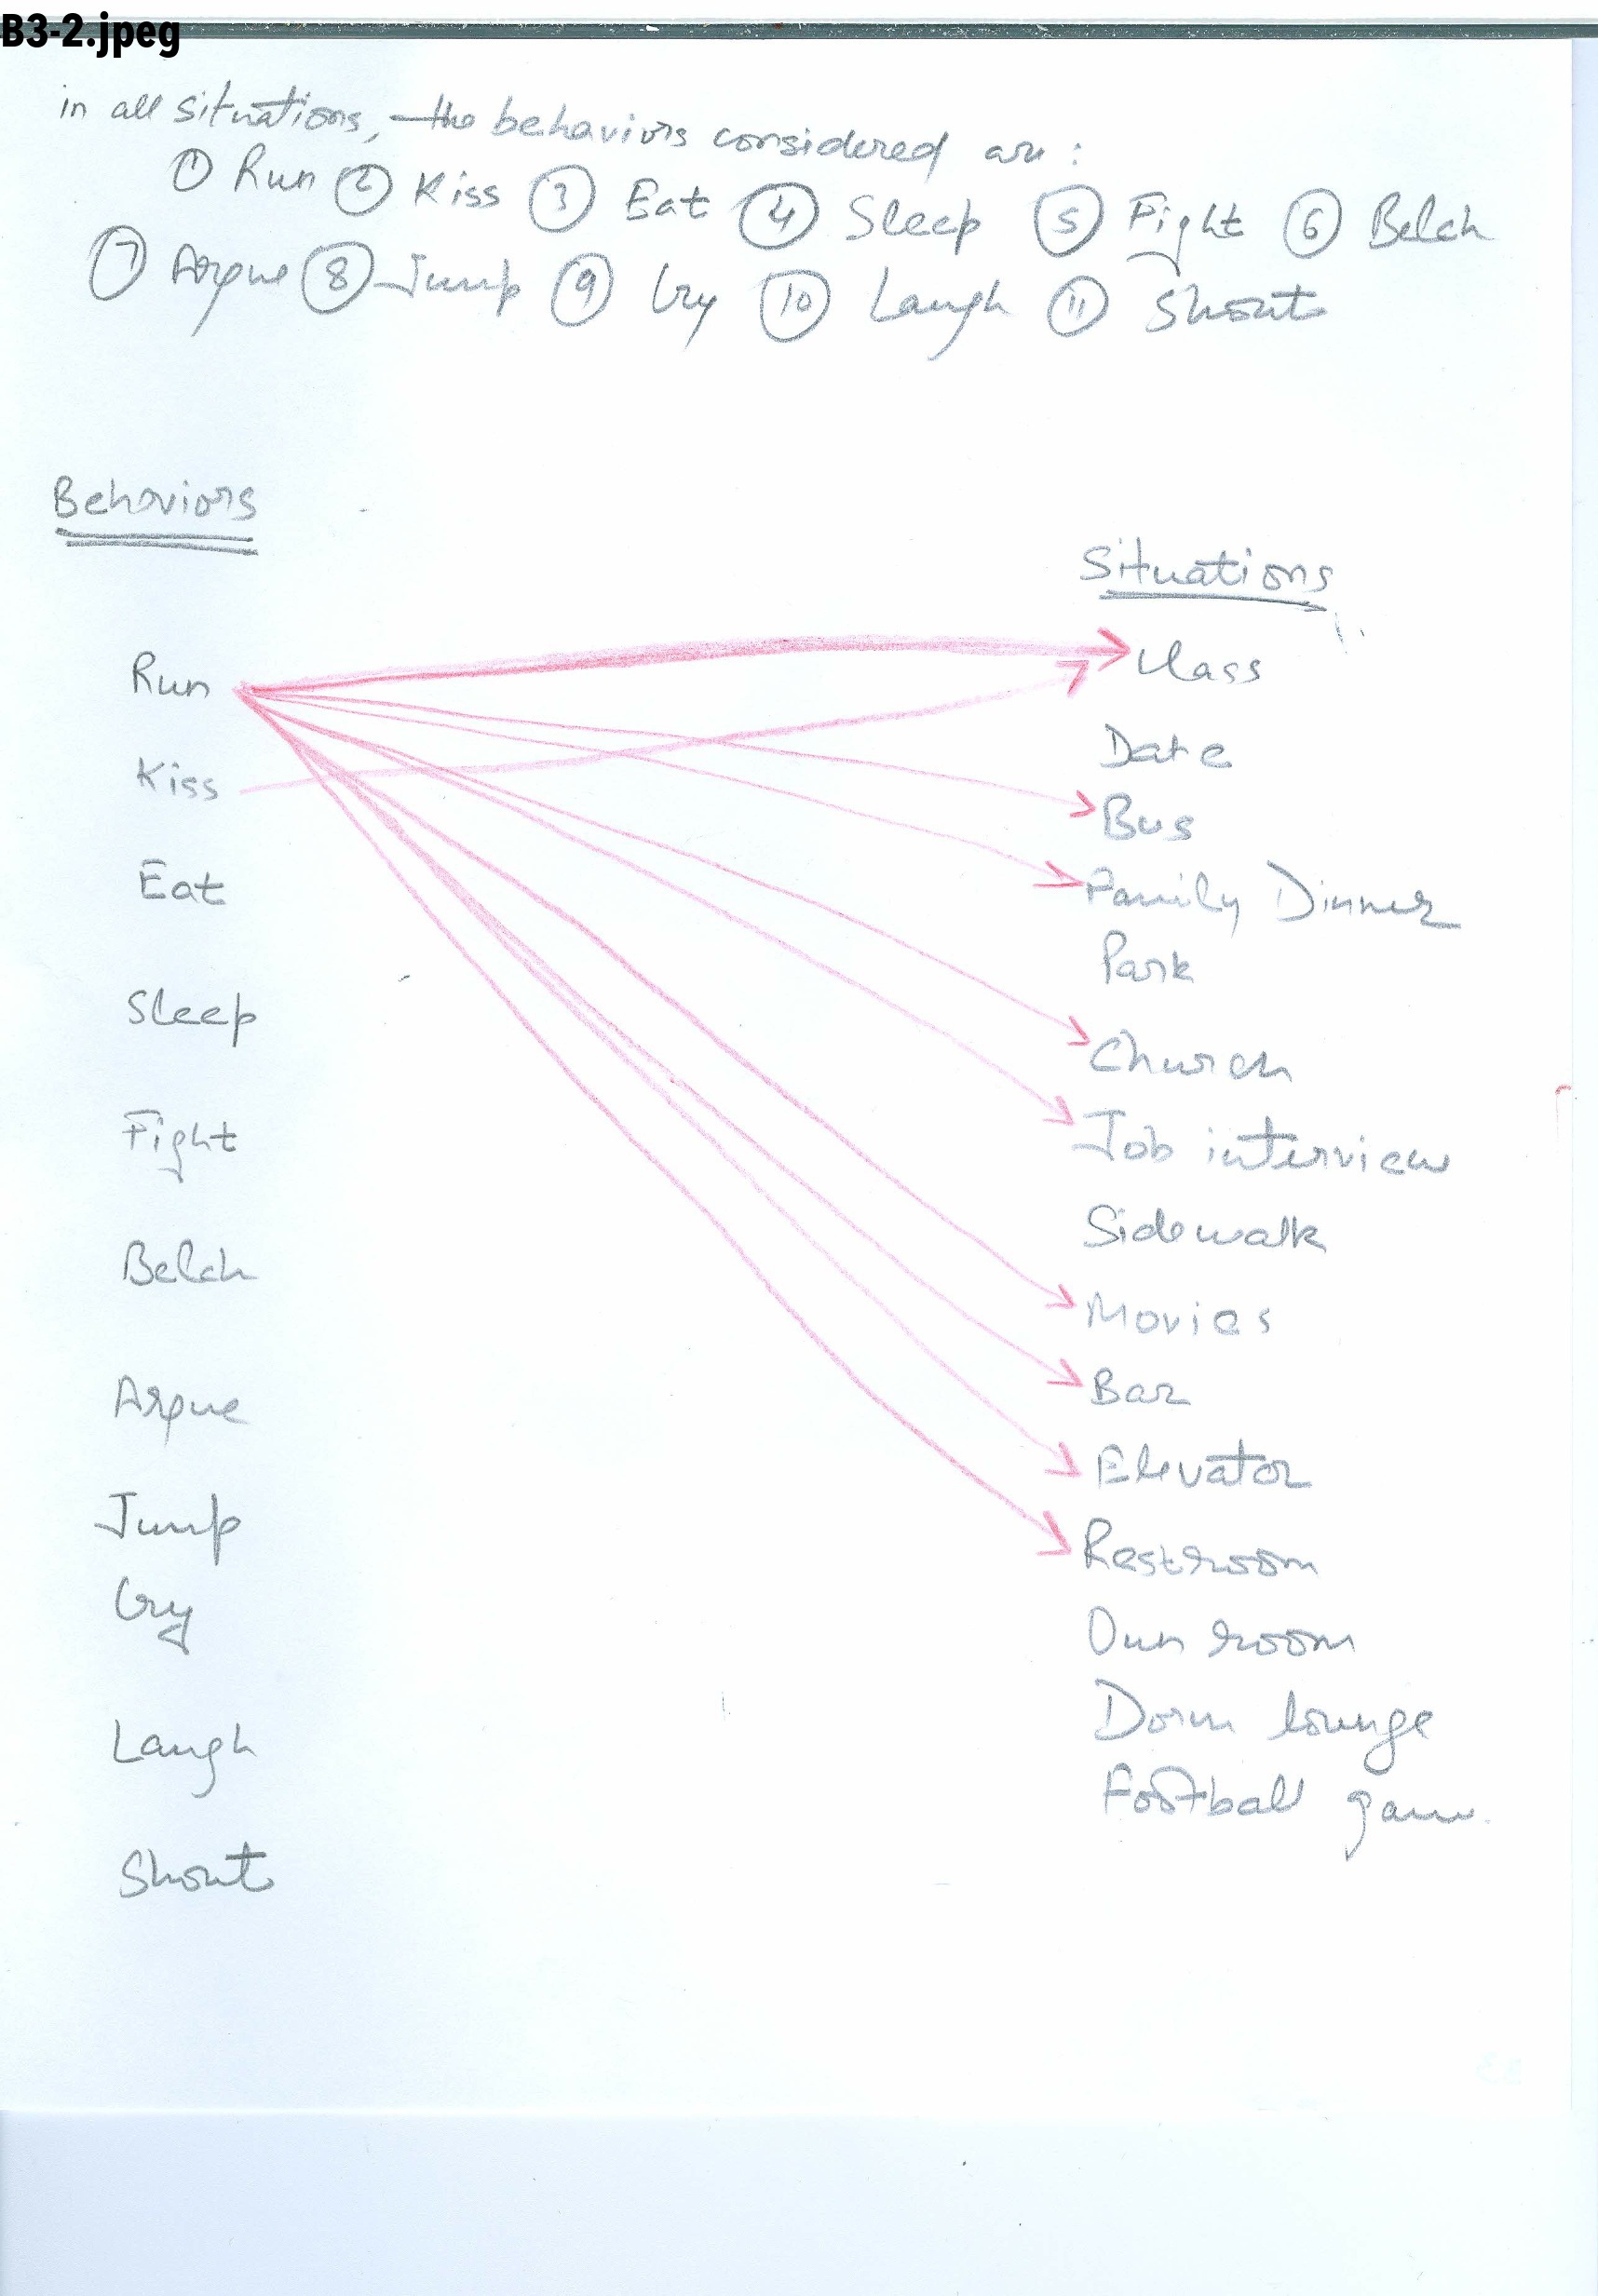 B3-2.jpeg
in all situations, the behaviors considered are :
① Run ② Kiss ③ Eat ④ Sleep ⑤ Fight ⑥ Belch
⑦ Argue ⑧ Jump ⑨ Cry ⑩ Laugh ⑪ Shout
Behaviors
Situations
Run
Class
Date
Kiss
Bus
Eat
Family Dinner
Park
Sleep
Church
Fight
Job interview
Sidewalk
Belch
Movies
Argue
Bar
Elevator
Jump
Restroom
Cry
Own room
Laugh
Dorm lounge
Football game.
Shout